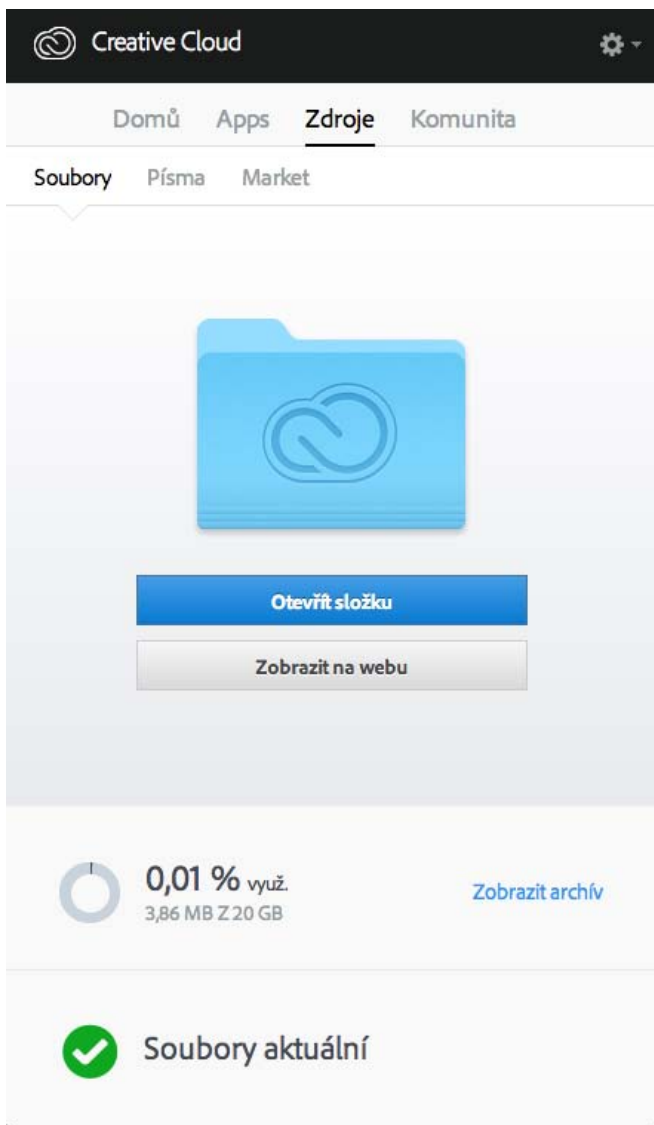 Creative Cloud
Domů Apps Zdroje Komunita
Soubory Písma Market
Otevřít složku
Zobrazit na webu
0,01 % využ.
3,86 MB Z 20 GB
Zobrazit archív
Soubory aktuální